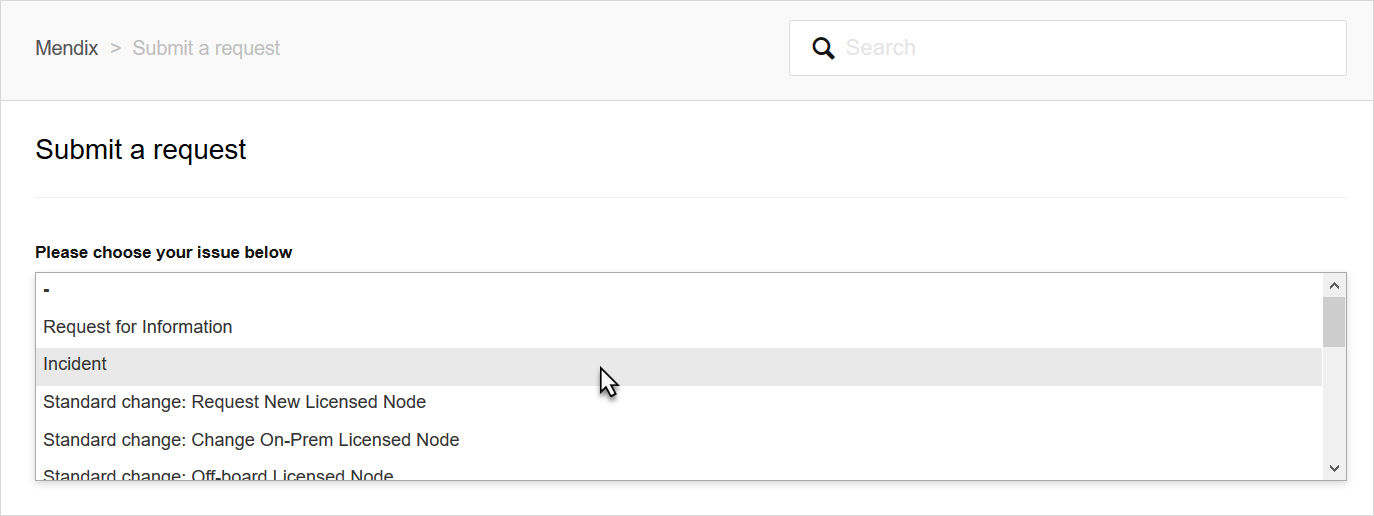 Mendix > Submit a request
Search
Submit a request
Please choose your issue below
-
Request for Information
Incident
Standard change: Request New Licensed Node
Standard change: Change On-Prem Licensed Node
Standard change: Off-board Licensed Node